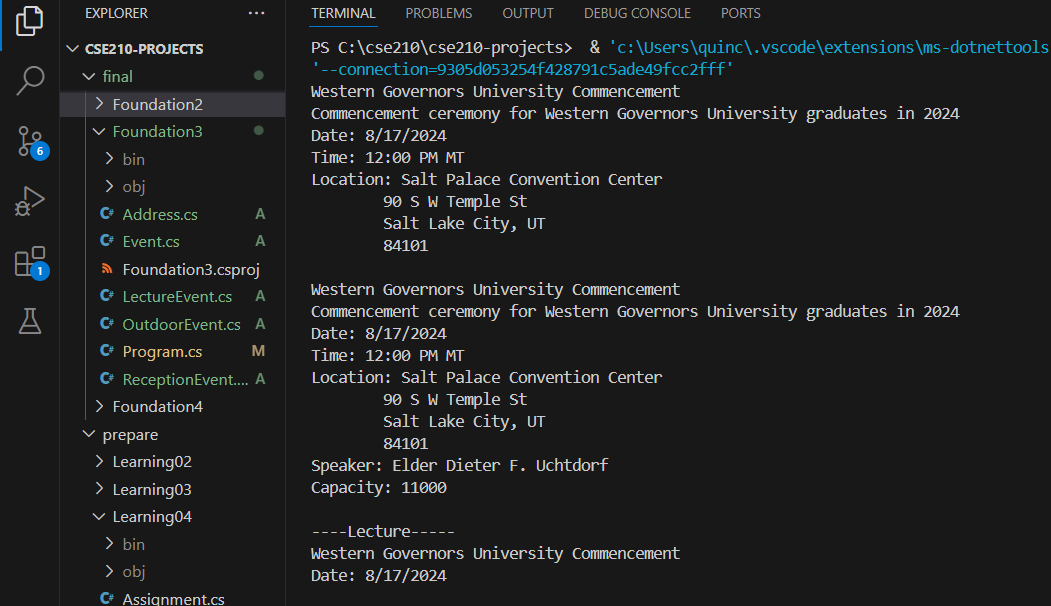 EXPLORER
...
CSE210-PROJECTS
final
Foundation2
Foundation3
bin
obj
C# Address.cs A
C# Event.cs A
Foundation3.csproj
C# LectureEvent.cs A
C# OutdoorEvent.cs A
C# Program.cs M
C# ReceptionEvent.... A
Foundation4
prepare
Learning02
Learning03
Learning04
bin
obj
C# Assignment.cs
6
1
TERMINAL PROBLEMS OUTPUT DEBUG CONSOLE PORTS
PS C:\cse210\cse210-projects> & 'c:\Users\quinc\.vscode\extensions\ms-dotnettools
'--connection=9305d053254f428791c5ade49fcc2fff'
Western Governors University Commencement
Commencement ceremony for Western Governors University graduates in 2024
Date: 8/17/2024
Time: 12:00 PM MT
Location: Salt Palace Convention Center
90 S W Temple St
Salt Lake City, UT
84101
Western Governors University Commencement
Commencement ceremony for Western Governors University graduates in 2024
Date: 8/17/2024
Time: 12:00 PM MT
Location: Salt Palace Convention Center
90 S W Temple St
Salt Lake City, UT
84101
Speaker: Elder Dieter F. Uchtdorf
Capacity: 11000
----Lecture-----
Western Governors University Commencement
Date: 8/17/2024